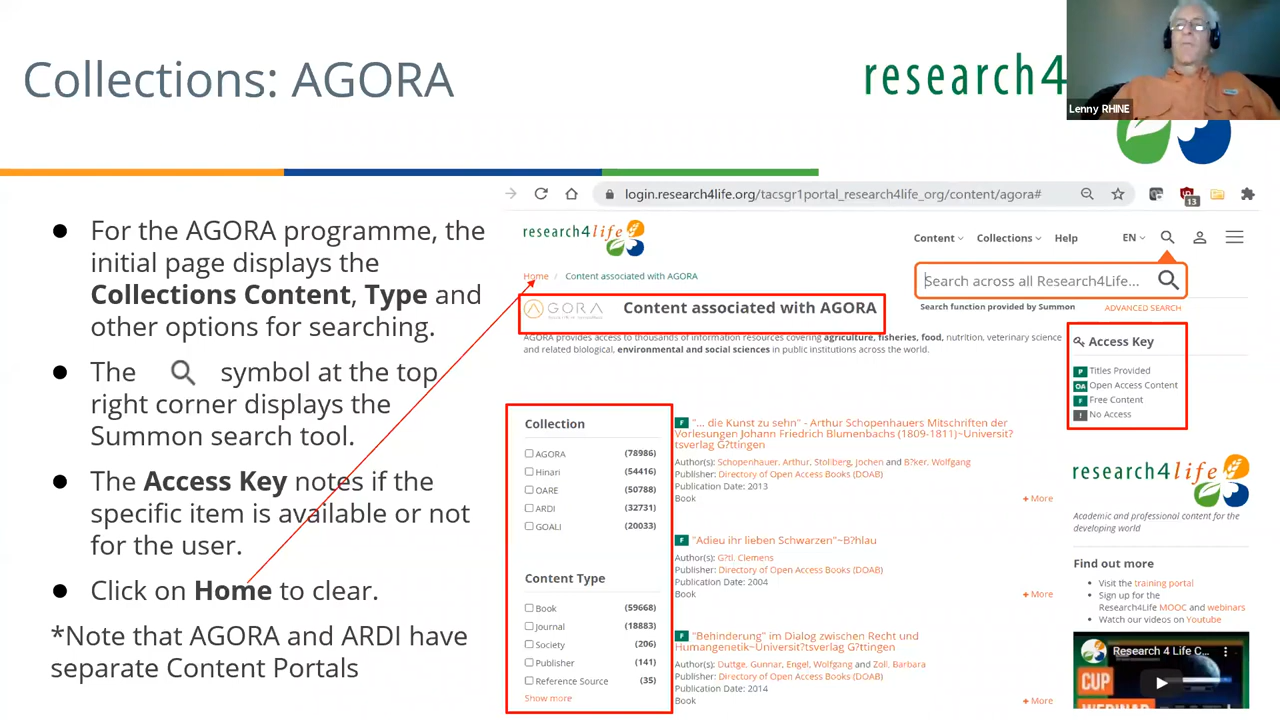 Collections: AGORA
research4
Lenny RHINE
● For the AGORA programme, the
initial page displays the
Collections Content, Type and
other options for searching.
● The symbol at the top
right corner displays the
Summon search tool.
● The Access Key notes if the
specific item is available or not
for the user.
● Click on Home to clear.
*Note that AGORA and ARDI have
separate Content Portals
login.research4life.org/tacsgr1portal_research4life_org/content/agora#
13
research4life
Content
Collections
Help
EN
Home / Content associated with AGORA
Search across all Research4Life...
Search function provided by Summon
ADVANCED SEARCH
AGORA
Content associated with AGORA
AGORA provides access to thousands of information resources covering agriculture, fisheries, food, nutrition, veterinary science
and related biological, environmental and social sciences in public institutions across the world.
Access Key
P Titles Provided
OA Open Access Content
F Free Content
! No Access
Collection
AGORA (78986)
Hinari (54416)
OARE (50788)
ARDI (32731)
GOALI (20033)
Content Type
Book (59668)
Journal (18883)
Society (206)
Publisher (141)
Reference Source (35)
Show more
F "... die Kunst zu sehn" - Arthur Schopenhauers Mitschriften der
Vorlesungen Johann Friedrich Blumenbachs (1809-1811)~Universit?
tsverlag G?ttingen
Author(s): Schopenhauer, Arthur, Stollberg, Jochen and B?ker, Wolfgang
Publisher: Directory of Open Access Books (DOAB)
Publication Date: 2013
Book
+ More
F "Adieu ihr lieben Schwarzen"~B?hlau
Author(s): G?tl, Clemens
Publisher: Directory of Open Access Books (DOAB)
Publication Date: 2004
Book
+ More
F "Behinderung" im Dialog zwischen Recht und
Humangenetik~Universit?tsverlag G?ttingen
Author(s): Duttge, Gunnar, Engel, Wolfgang and Zoll, Barbara
Publisher: Directory of Open Access Books (DOAB)
Publication Date: 2014
Book
+ More
research4life
Academic and professional content for the
developing world
Find out more
• Visit the training portal
• Sign up for the
Research4Life MOOC and webinars
• Watch our videos on Youtube
Research 4 Life C...
CUP
WEBINAR